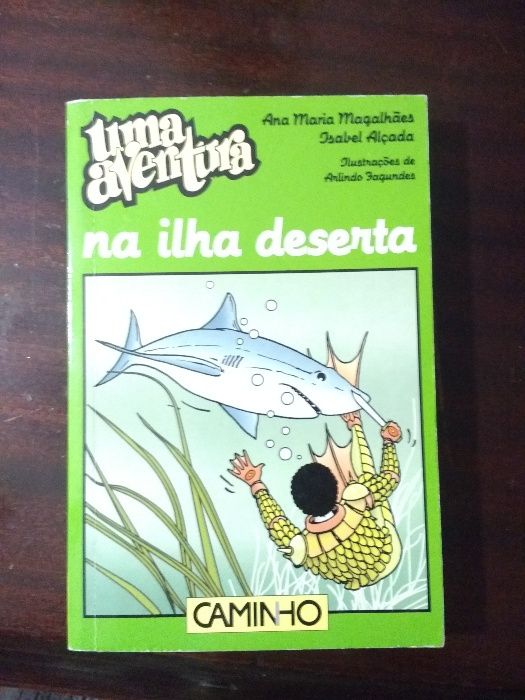 uma
aventura
Ana Maria Magalhães
Isabel Alçada
Ilustrações de
Arlindo Fagundes
na ilha deserta
CAMINHO